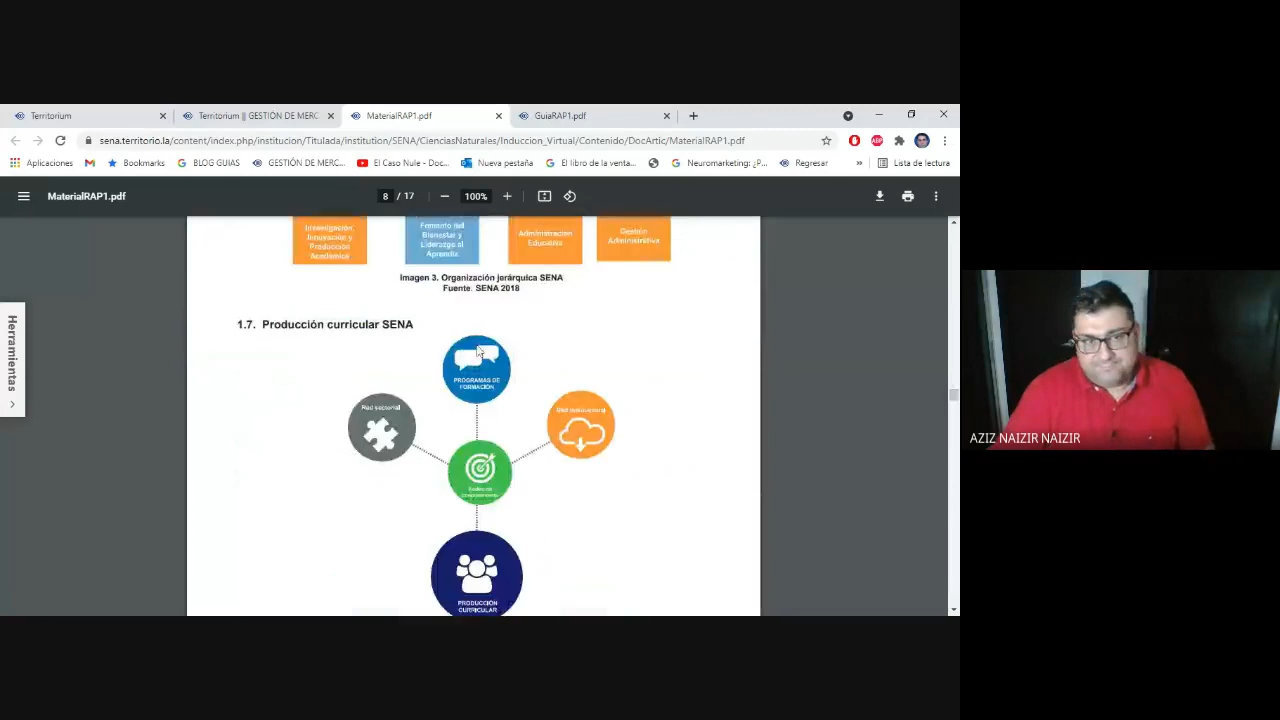 Territorium
Territorium || GESTIÓN DE MERC
MaterialRAP1.pdf
GuiaRAP1.pdf
sena.territorio.la/content/index.php/institucion/Titulada/institution/SENA/CienciasNaturales/Induccion_Virtual/Contenido/DocArtic/MaterialRAP1.pdf
Aplicaciones
Bookmarks
BLOG GUIAS
GESTIÓN DE MERC...
El Caso Nule - Doc...
Nueva pestaña
El libro de la venta...
Neuromarketing: ¿P...
Regresar
»
Lista de lectura
MaterialRAP1.pdf
8 / 17
100%
Investigación,
Innovación y
Producción
Académica
Fomento del
Bienestar y
Liderazgo al
Aprendiz
Administración
Educativa
Gestión
Administrativa
Imagen 3. Organización jerárquica SENA
Fuente. SENA 2018
1.7. Producción curricular SENA
PROGRAMAS DE
FORMACIÓN
Red sectorial
PRODUCCIÓN
CURRICULAR
Herramientas
AZIZ NAIZIR NAIZIR